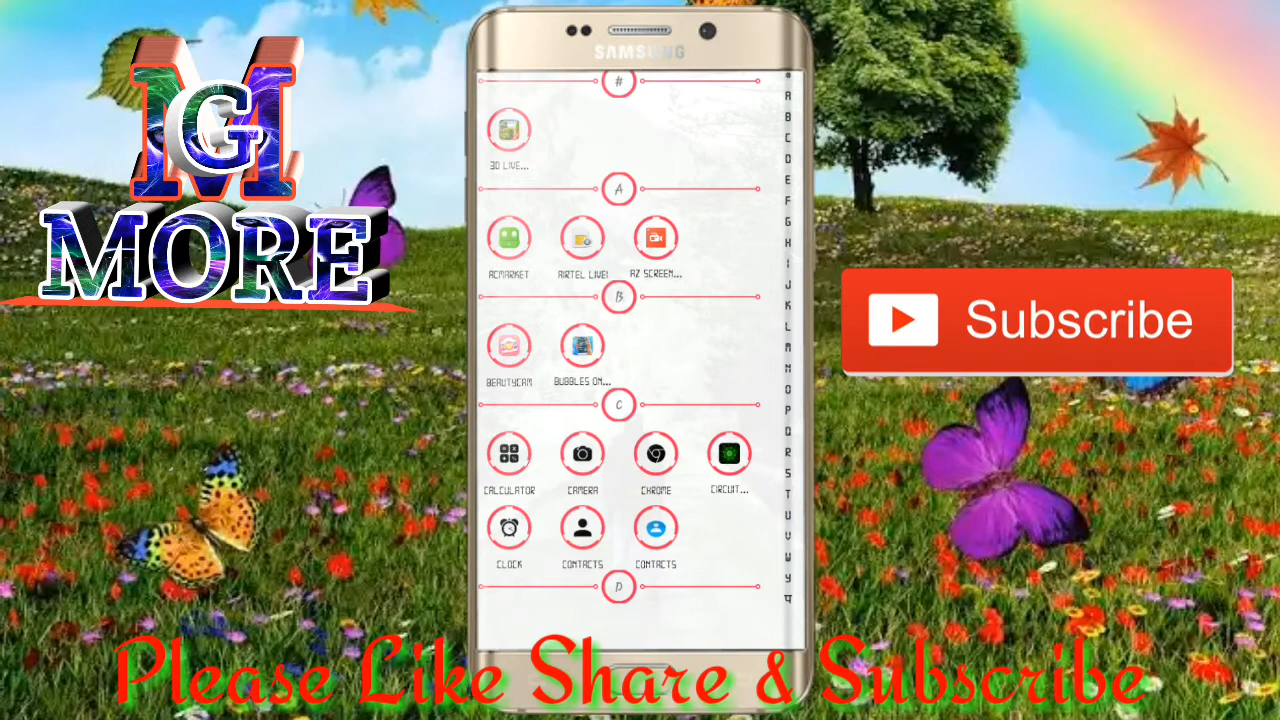 MG
MORE
SAMSUNG
#
3D LIVE...
A
ACMARKET
AIRTEL LIVE!
AZ SCREEN...
B
BEAUTYCAM
BUBBLES ON...
C
CALCULATOR
CAMERA
CHROME
CIRCUIT...
CLOCK
CONTACTS
CONTACTS
D
#
A
B
C
D
E
F
G
H
I
J
K
L
M
N
O
P
Q
R
S
T
U
V
W
Y
प
Subscribe
Please Like Share & Subscribe